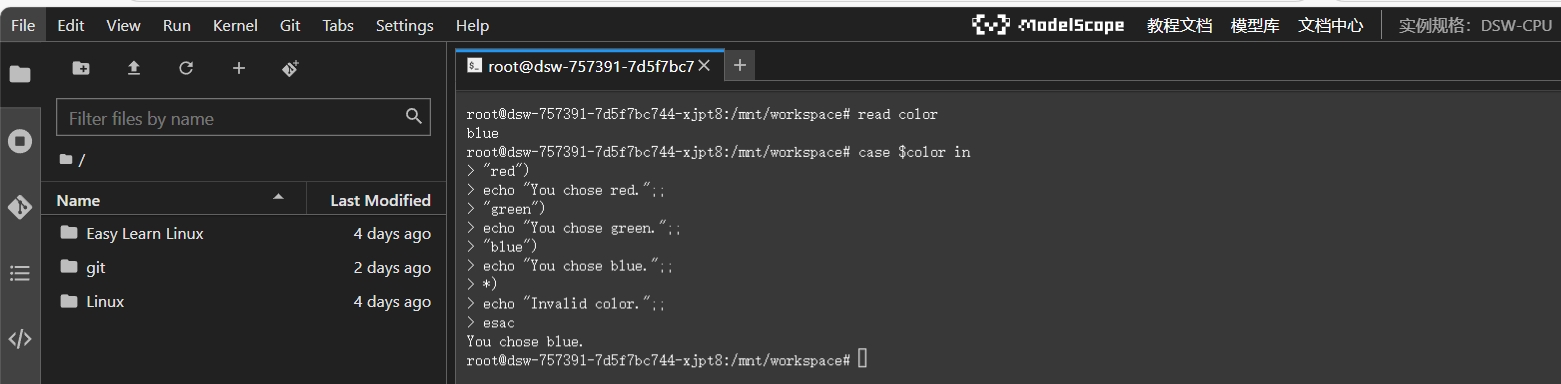 File Edit View Run Kernel Git Tabs Settings Help ModelScope 教程文档 模型库 文档中心 实例规格：DSW-CPU
root@dsw-757391-7d5f7bc7
Filter files by name
/
Name Last Modified
Easy Learn Linux 4 days ago
git 2 days ago
Linux 4 days ago
root@dsw-757391-7d5f7bc744-xjpt8:/mnt/workspace# read color
blue
root@dsw-757391-7d5f7bc744-xjpt8:/mnt/workspace# case $color in
> "red")
> echo "You chose red.";;
> "green")
> echo "You chose green.";;
> "blue")
> echo "You chose blue.";;
> *)
> echo "Invalid color.";;
> esac
You chose blue.
root@dsw-757391-7d5f7bc744-xjpt8:/mnt/workspace#